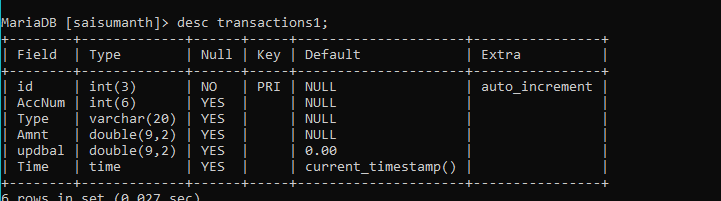 MariaDB [saisumanth]> desc transactions1;
+--------+-------------+------+-----+---------------------+----------------+
| Field | Type | Null | Key | Default | Extra |
+--------+-------------+------+-----+---------------------+----------------+
| id | int(3) | NO | PRI | NULL | auto_increment |
| AccNum | int(6) | YES | | NULL | |
| Type | varchar(20) | YES | | NULL | |
| Amnt | double(9,2) | YES | | NULL | |
| updbal | double(9,2) | YES | | 0.00 | |
| Time | time | YES | | current_timestamp() | |
+--------+-------------+------+-----+---------------------+----------------+
6 rows in set (0.027 sec)